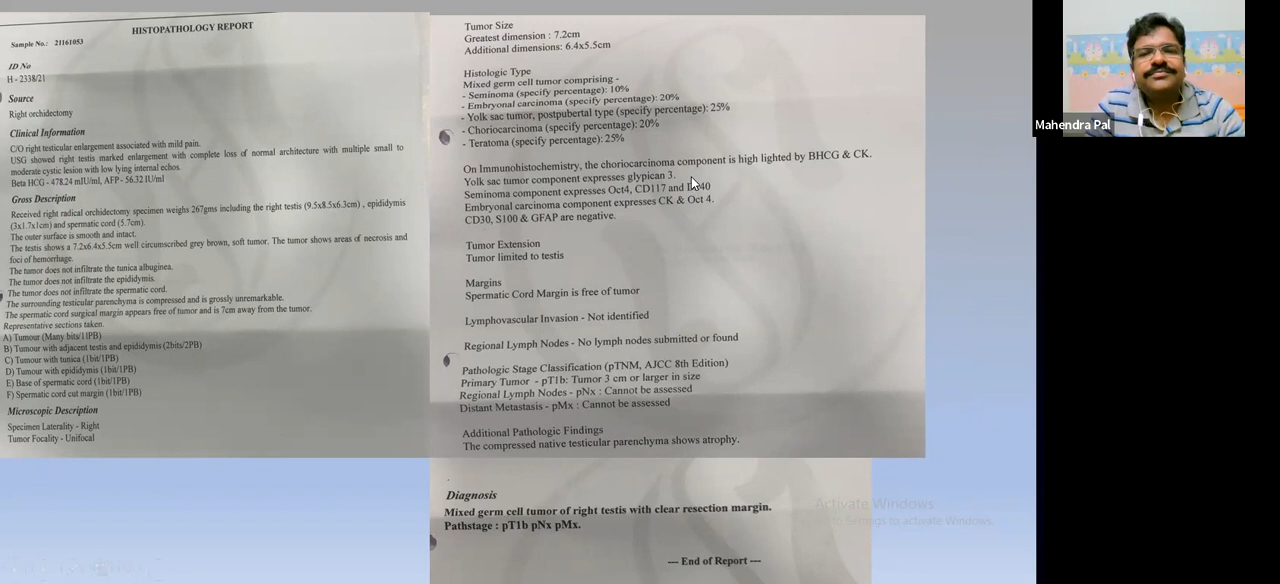 HISTOPATHOLOGY REPORT
Sample No.: 21161053
ID No
H - 2338/21
Source
Right orchidectomy
Clinical Information
C/O right testicular enlargement associated with mild pain.
USG showed right testis marked enlargement with complete loss of normal architecture with multiple small to
moderate cystic lesion with low lying internal echos.
Beta HCG - 478.24 mIU/ml, AFP - 56.32 IU/ml
Gross Description
Received right radical orchidectomy specimen weighs 267gms including the right testis (9.5x8.5x6.3cm) , epididymis
(3x1.7x1cm) and spermatic cord (5.7cm).
The outer surface is smooth and intact.
The testis shows a 7.2x6.4x5.5cm well circumscribed grey brown, soft tumor. The tumor shows areas of necrosis and
foci of hemorrhage.
The tumor does not infiltrate the tunica albuginea.
The tumor does not infiltrate the epididymis.
The tumor does not infiltrate the spermatic cord.
The surrounding testicular parenchyma is compressed and is grossly unremarkable.
The spermatic cord surgical margin appears free of tumor and is 7cm away from the tumor.
Representative sections taken.
A) Tumour (Many bits/11PB)
B) Tumour with adjacent testis and epididymis (2bits/2PB)
C) Tumour with tunica (1bit/1PB)
D) Tumour with epididymis (1bit/1PB)
E) Base of spermatic cord (1bit/1PB)
F) Spermatic cord cut margin (1bit/1PB)
Microscopic Description
Specimen Laterality - Right
Tumor Focality - Unifocal
Tumor Size
Greatest dimension : 7.2cm
Additional dimensions: 6.4x5.5cm
Histologic Type
Mixed germ cell tumor comprising -
- Seminoma (specify percentage): 10%
- Embryonal carcinoma (specify percentage): 20%
- Yolk sac tumor, postpubertal type (specify percentage): 25%
- Choriocarcinoma (specify percentage): 20%
- Teratoma (specify percentage): 25%
On Immunohistochemistry, the choriocarcinoma component is high lighted by BHCG & CK.
Yolk sac tumor component expresses glypican 3.
Seminoma component expresses Oct4, CD117 and
Embryonal carcinoma component expresses CK & Oct 4.
CD30, S100 & GFAP are negative.
Tumor Extension
Tumor limited to testis
Margins
Spermatic Cord Margin is free of tumor
Lymphovascular Invasion - Not identified
Regional Lymph Nodes - No lymph nodes submitted or found
Pathologic Stage Classification (pTNM, AJCC 8th Edition)
Primary Tumor - pT1b: Tumor 3 cm or larger in size
Regional Lymph Nodes - pNx : Cannot be assessed
Distant Metastasis - pMx : Cannot be assessed
Additional Pathologic Findings
The compressed native testicular parenchyma shows atrophy.
Diagnosis
Mixed germ cell tumor of right testis with clear resection margin.
Pathstage : pT1b pNx pMx.
--- End of Report ---
Mahendra Pal
Activate Windows
to Settings to activate Windows.